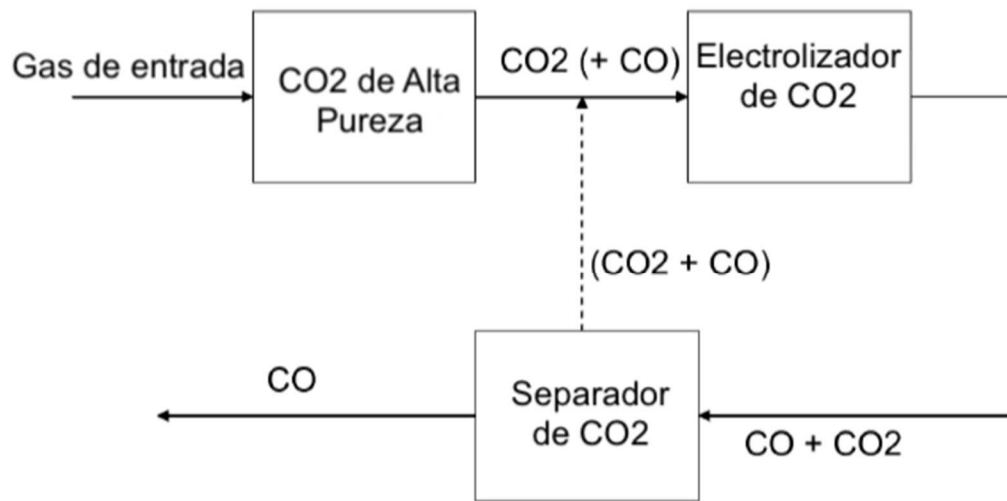 Gas de entrada
CO2 de Alta
Pureza
CO2 (+ CO)
Electrolizador
de CO2
(CO2 + CO)
CO
Separador
de CO2
CO + CO2